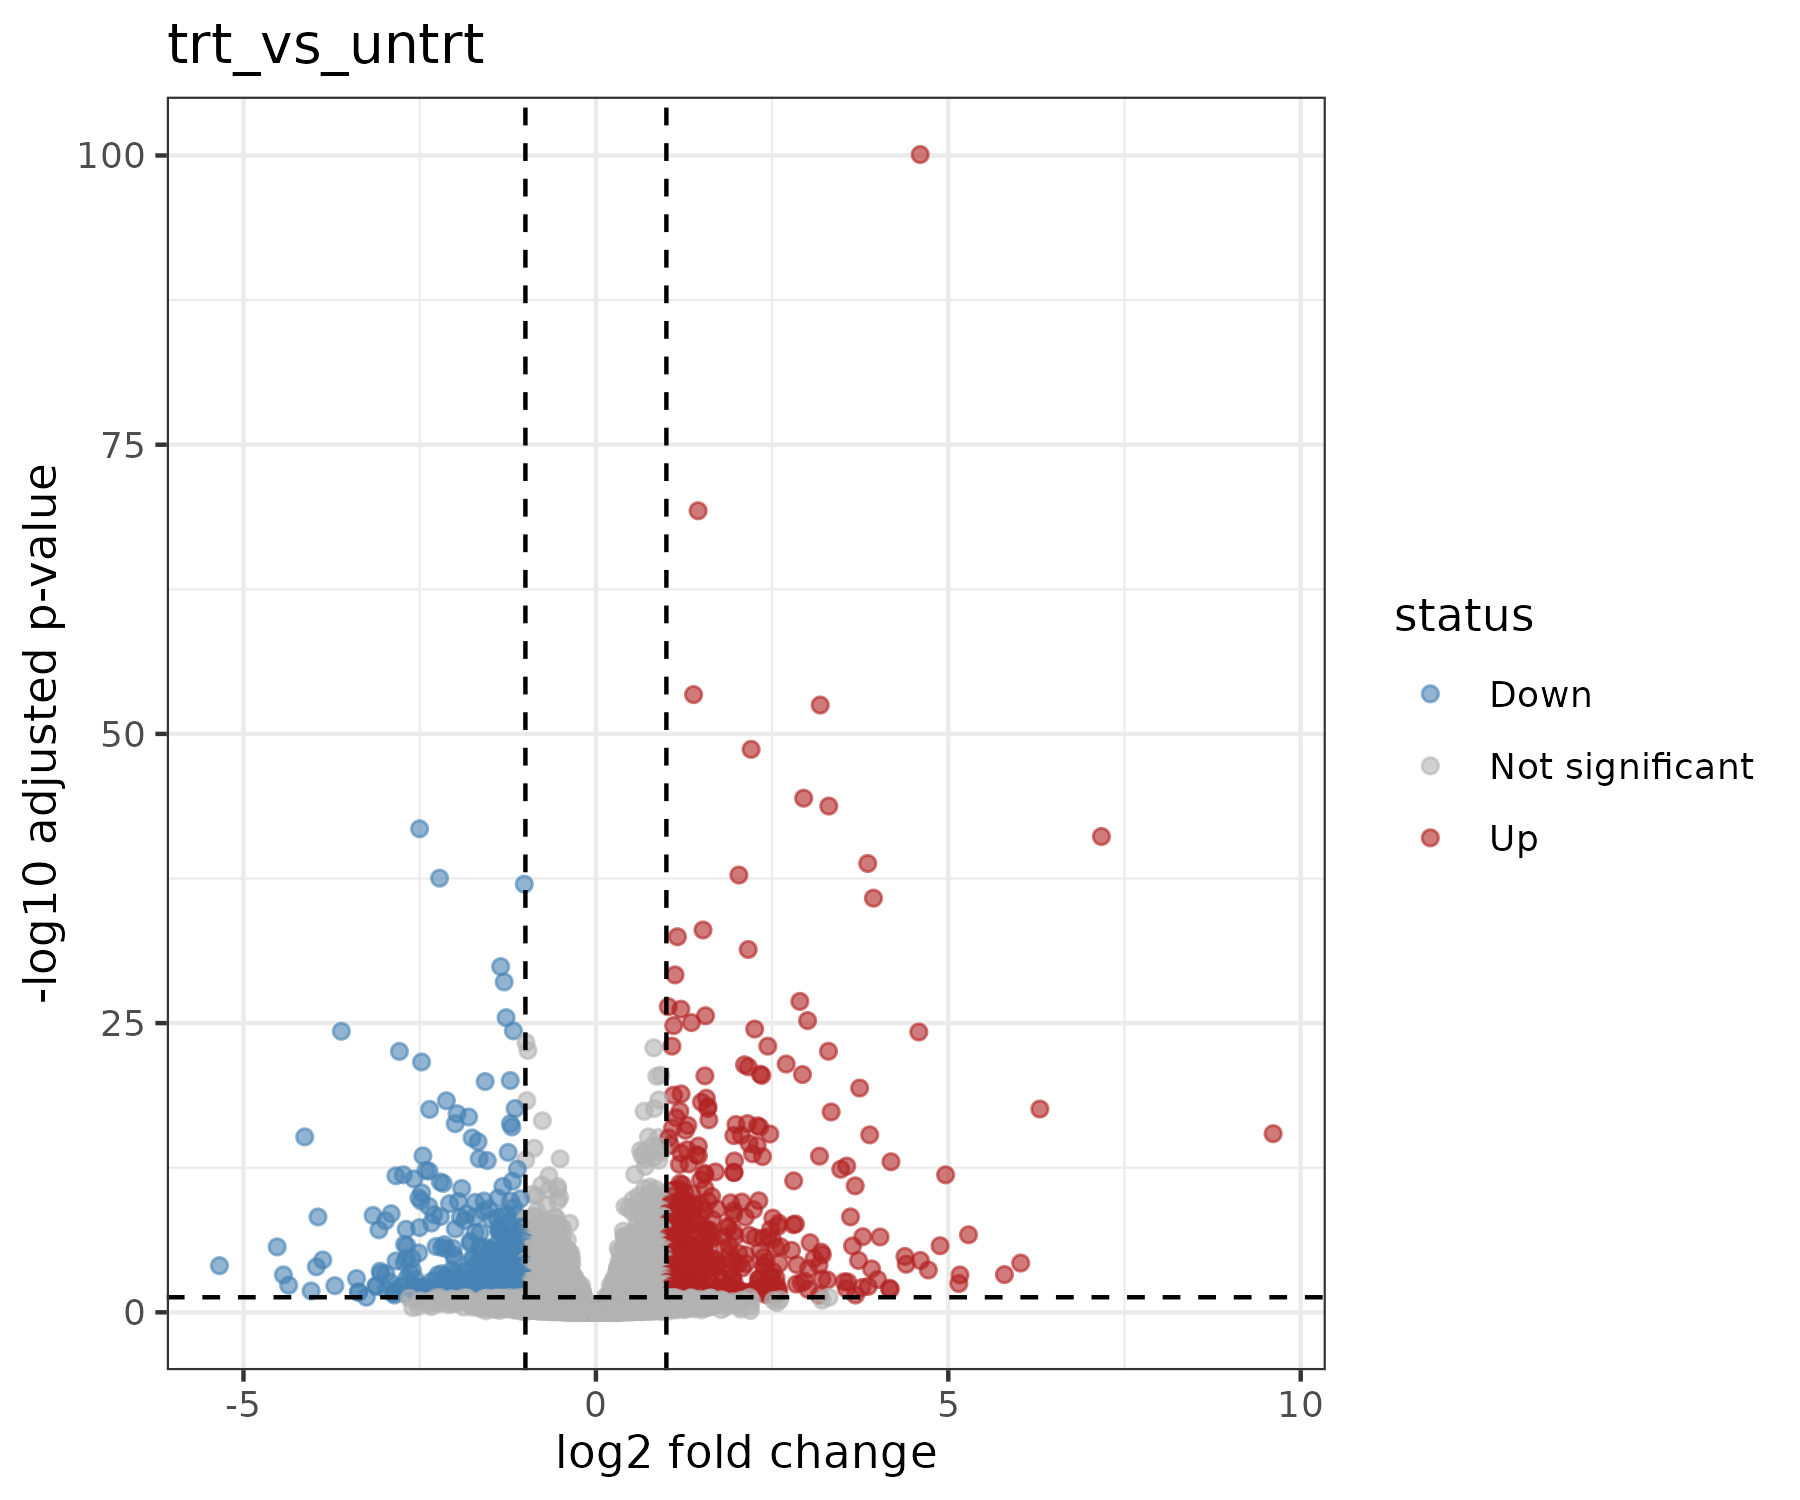 trt_vs_untrt
100
75
50
25
0
-log10 adjusted p-value
-5
0
5
10
log2 fold change
status
Down
Not significant
Up